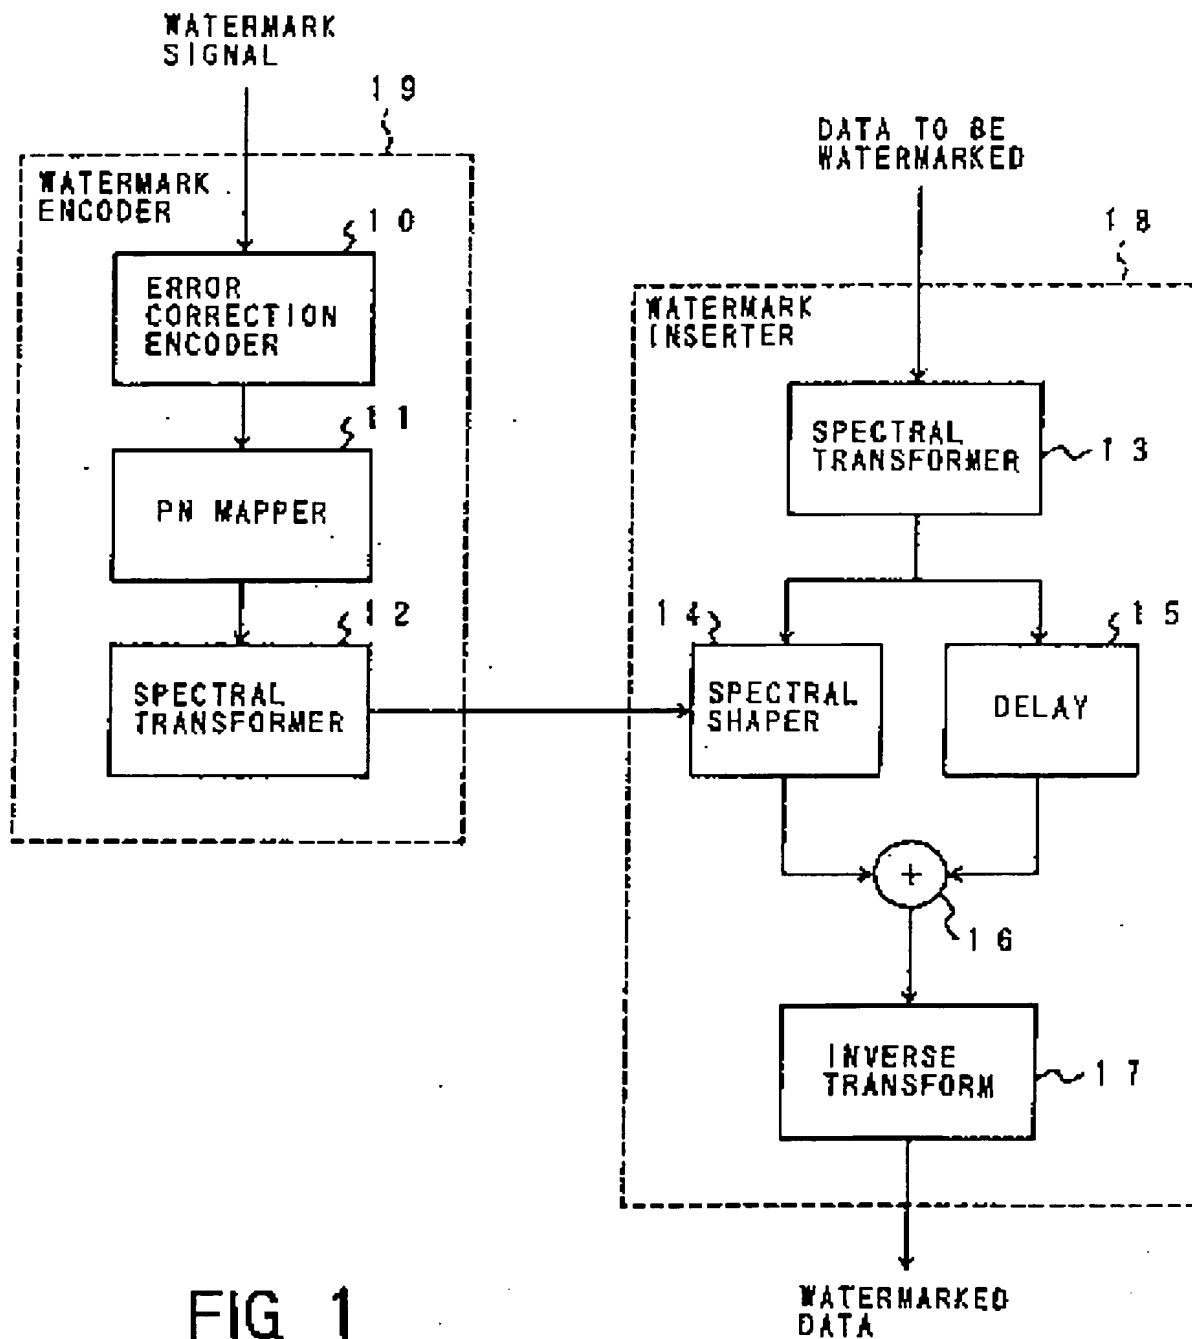 WATERMARK
SIGNAL
19
WATERMARK
ENCODER
10
ERROR
CORRECTION
ENCODER
11
PN MAPPER
12
SPECTRAL
TRANSFORMER
DATA TO BE
WATERMARKED
18
WATERMARK
INSERTER
SPECTRAL
TRANSFORMER
13
14
SPECTRAL
SHAPER
15
DELAY
+
16
INVERSE
TRANSFORM
17
WATERMARKED
DATA
FIG 1